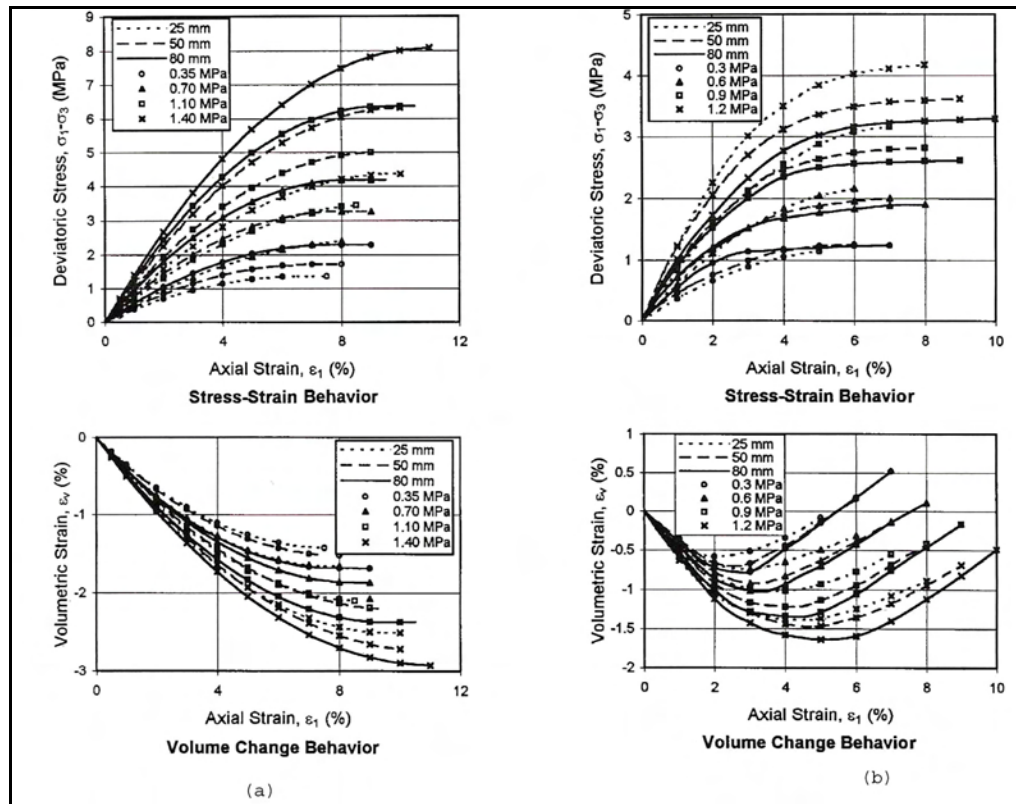 25 mm
50 mm
80 mm
0.35 MPa
0.70 MPa
1.10 MPa
1.40 MPa
9
8
7
6
5
4
3
2
1
0
Deviatoric Stress, σ1-σ3 (MPa)
0
4
8
12
Axial Strain, ε1 (%)
Stress-Strain Behavior
25 mm
50 mm
80 mm
0.3 MPa
0.6 MPa
0.9 MPa
1.2 MPa
5
4
3
2
1
0
Deviatoric Stress, σ1-σ3 (MPa)
0
2
4
6
8
10
Axial Strain, ε1 (%)
Stress-Strain Behavior
25 mm
50 mm
80 mm
0.35 MPa
0.70 MPa
1.10 MPa
1.40 MPa
0
-1
-2
-3
Volumetric Strain, εv (%)
0
4
8
12
Axial Strain, ε1 (%)
Volume Change Behavior
(a)
25 mm
50 mm
80 mm
0.3 MPa
0.6 MPa
0.9 MPa
1.2 MPa
1
0.5
0
-0.5
-1
-1.5
-2
Volumetric Strain, εv (%)
0
2
4
6
8
10
Axial Strain, ε1 (%)
Volume Change Behavior
(b)